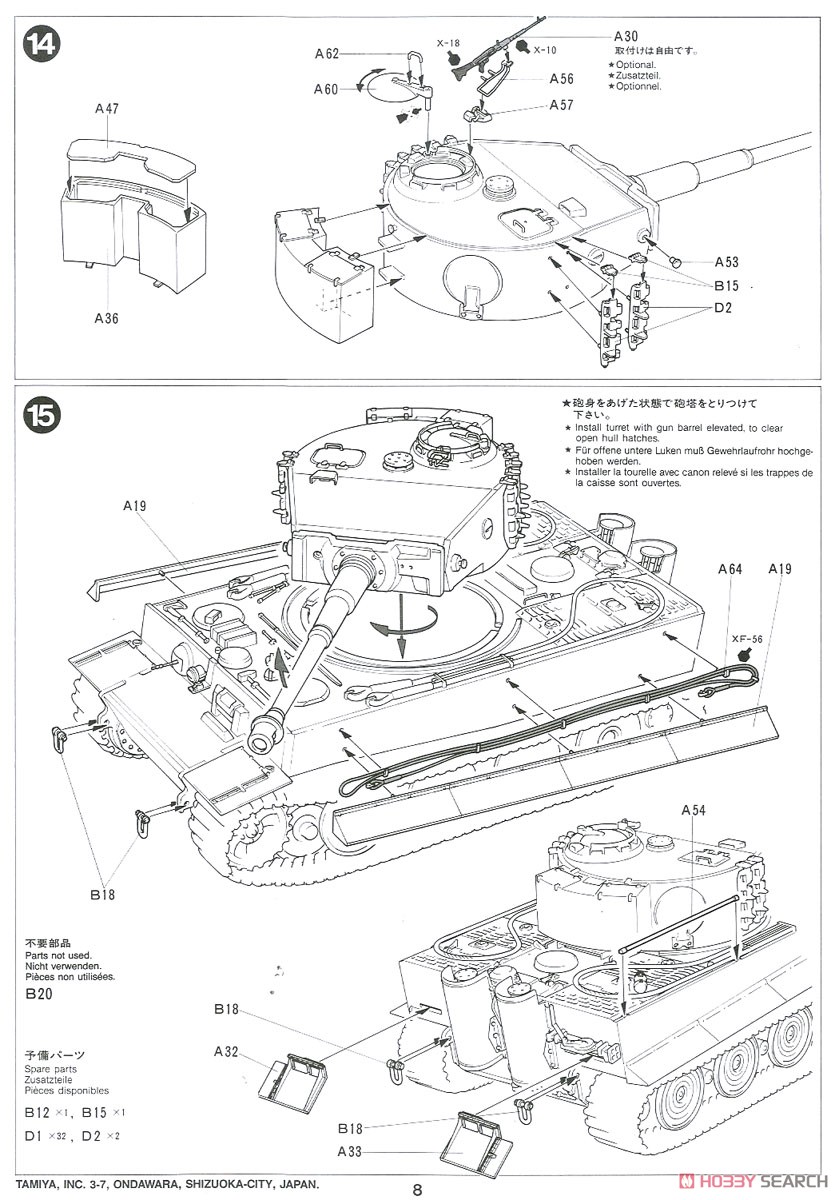 14
A62
A60
X-18
X-10
A30
取付けは自由です。
★Optional.
★Zusatzteil.
★Optionnel.
A56
A57
A47
A36
A53
B15
D2
15
★砲身をあげた状態で砲塔をとりつけて
下さい。
★ Install turret with gun barrel elevated, to clear
open hull hatches.
★ Für offene untere Luken muß Gewehrlaufrohr hochge-
hoben werden.
★ Installer la tourelle avec canon relevé si les trappes de
la caisse sont ouvertes.
A19
A64
A19
XF-56
B18
A54
不要部品
Parts not used.
Nicht verwenden.
Pièces non utilisées.
B20
B18
A32
予備パーツ
Spare parts
Zusatzteile
Pièces disponibles
B12 ×1, B15 ×1
D1 ×32, D2 ×2
B18
A33
TAMIYA, INC. 3-7, ONDAWARA, SHIZUOKA-CITY, JAPAN.
8
HOBBY SEARCH